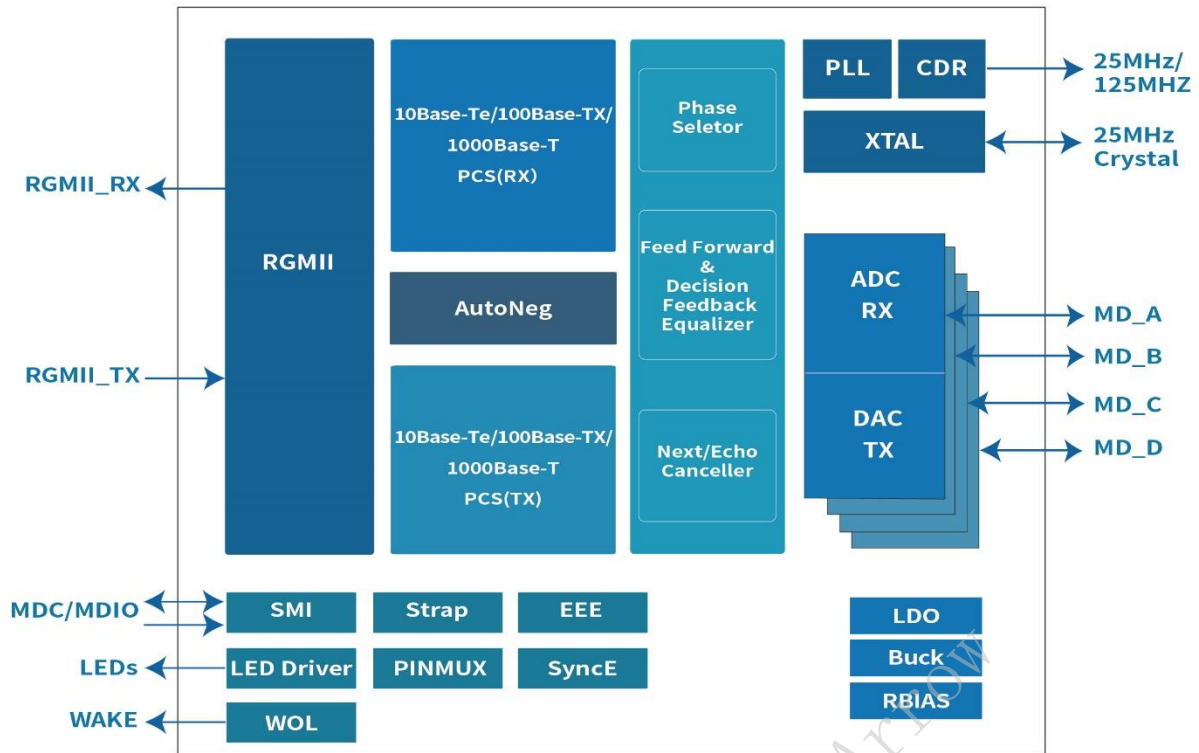 RGMII_RX
RGMII_TX
RGMII
10Base-Te/100Base-TX/
1000Base-T
PCS(RX)
AutoNeg
10Base-Te/100Base-TX/
1000Base-T
PCS(TX)
Phase
Seletor
Feed Forward
&
Decision
Feedback
Equalizer
Next/Echo
Canceller
PLL
CDR
25MHz/
125MHZ
XTAL
25MHz
Crystal
ADC
RX
DAC
TX
MD_A
MD_B
MD_C
MD_D
MDC/MDIO
SMI
Strap
EEE
LEDs
LED Driver
PINMUX
SyncE
WAKE
WOL
LDO
Buck
RBIAS
Arrow